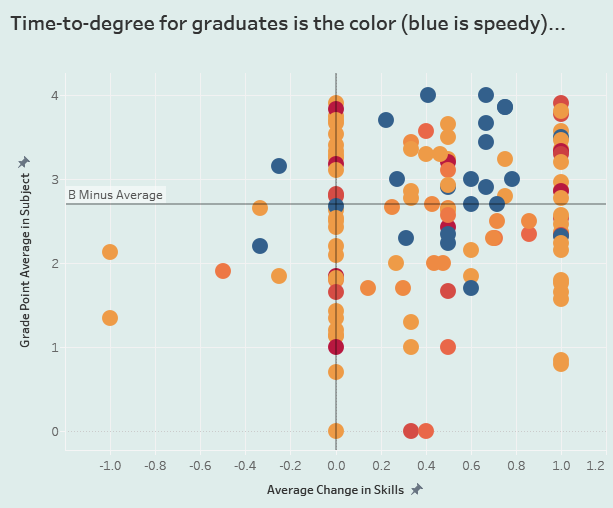 Time-to-degree for graduates is the color (blue is speedy)...
4
B Minus Average
3
2
1
0
Grade Point Average in Subject
-1.0 -0.8 -0.6 -0.4 -0.2 0.0 0.2 0.4 0.6 0.8 1.0 1.2
Average Change in Skills